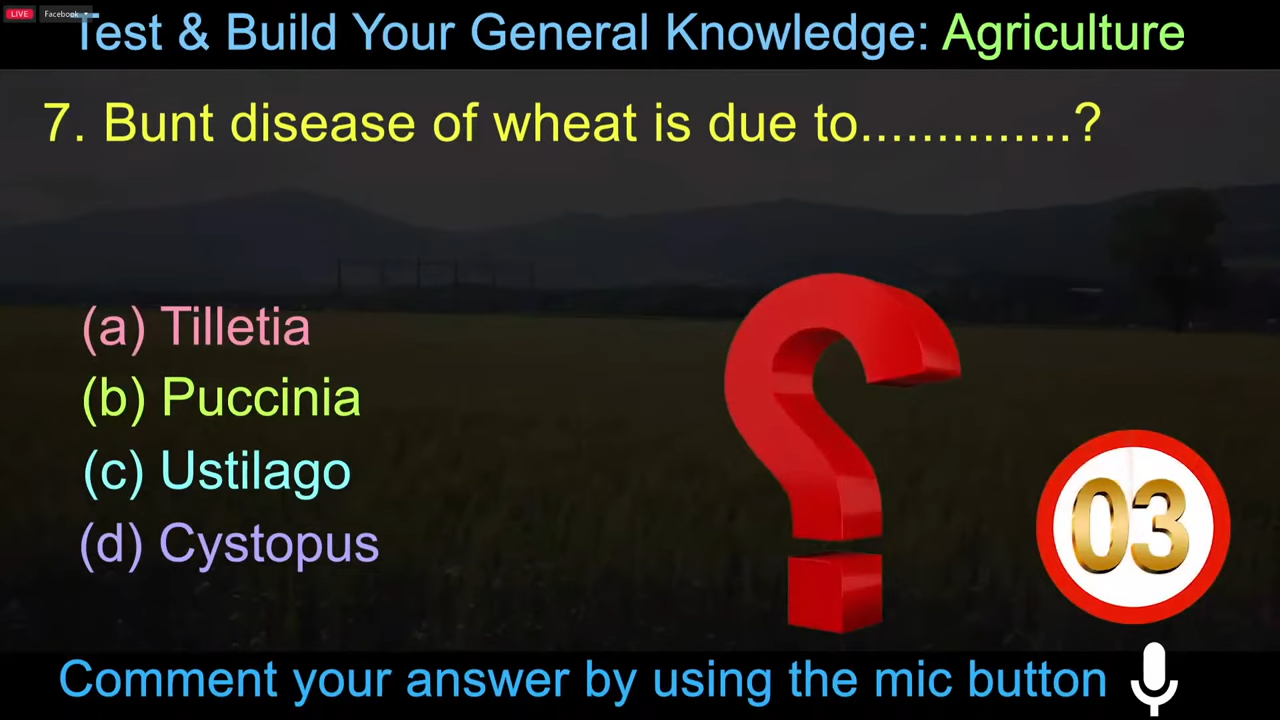 LIVE Facebook
Test & Build Your General Knowledge: Agriculture
7. Bunt disease of wheat is due to..............?
(a) Tilletia
(b) Puccinia
(c) Ustilago
(d) Cystopus
03
Comment your answer by using the mic button